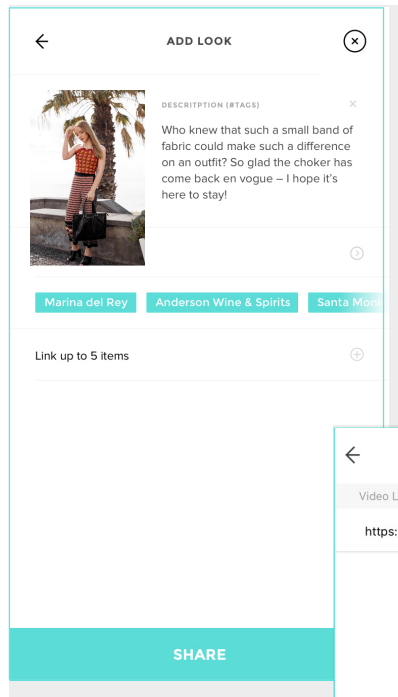 ADD LOOK
DESCRITPTION (#TAGS)
Who knew that such a small band of
fabric could make such a difference
on an outfit? So glad the choker has
come back en vogue – I hope it's
here to stay!
Marina del Rey
Anderson Wine & Spirits
Santa
Link up to 5 items
Video
https:
SHARE